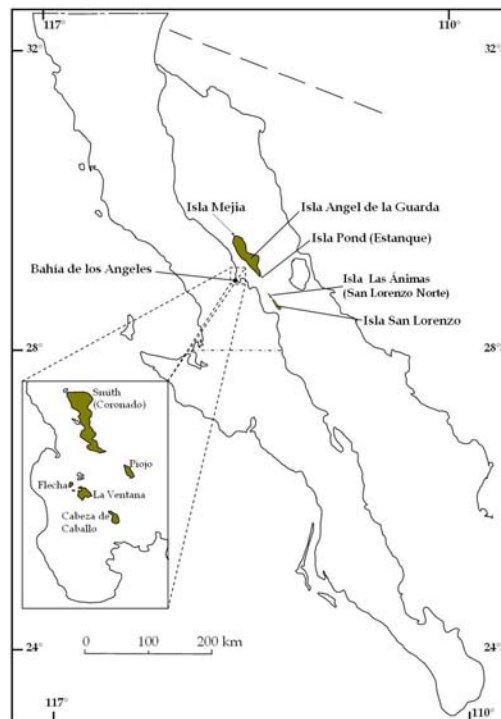 117°
110°
32°
32°
Isla Mejia
Isla Angel de la Guarda
Isla Pond (Estanque)
Bahía de los Angeles
Isla Las Ánimas
(San Lorenzo Norte)
Isla San Lorenzo
28°
28°
Smith
(Coronado)
Piojo
Flecha
La Ventana
Cabeza de
Caballo
0 100 200 km
24°
24°
117°
110°